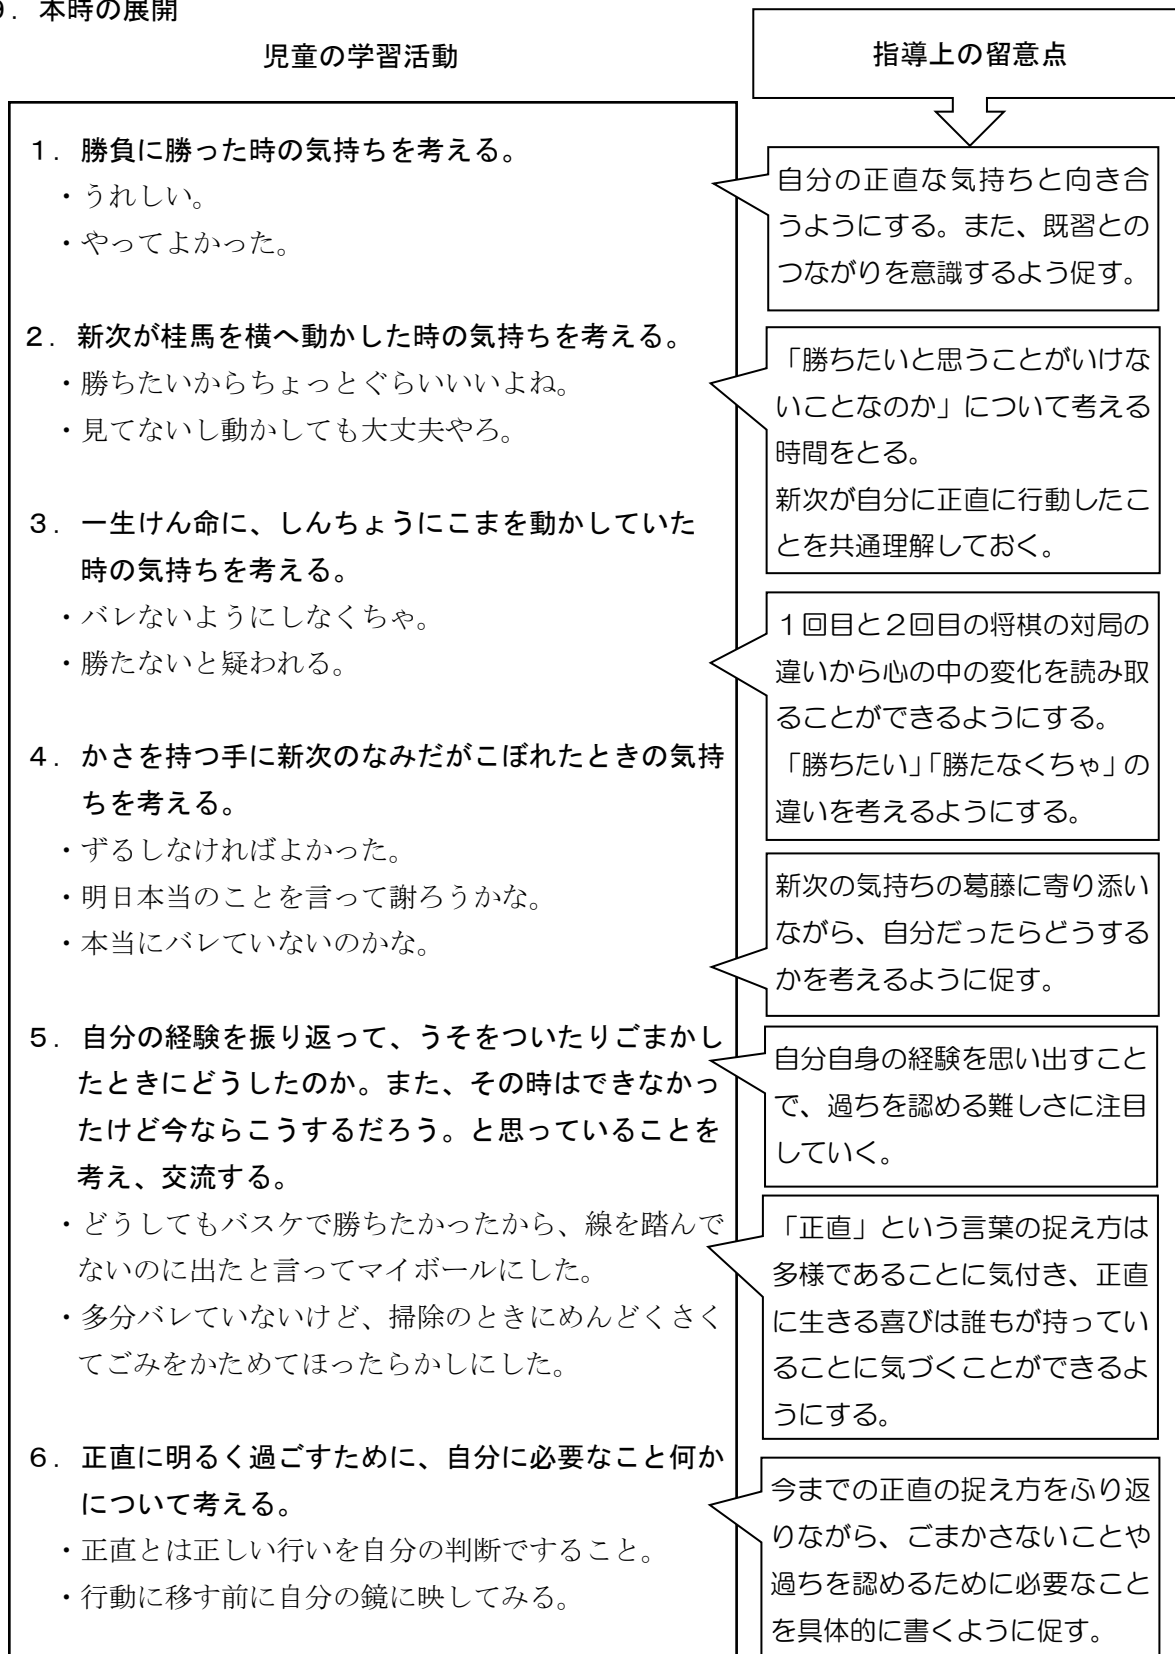 ９．本時の展開
児童の学習活動
指導上の留意点
１．勝負に勝った時の気持ちを考える。
・うれしい。
・やってよかった。
自分の正直な気持ちと向き合
うようにする。また、既習との
つながりを意識するよう促す。
２．新次が桂馬を横へ動かした時の気持ちを考える。
・勝ちたいからちょっとぐらいいいよね。
・見てないし動かしても大丈夫やろ。
「勝ちたいと思うことがいけな
いことなのか」について考える
時間をとる。
新次が自分に正直に行動したこ
とを共通理解しておく。
３．一生けん命に、しんちょうにこまを動かしていた
時の気持ちを考える。
・バレないようにしなくちゃ。
・勝たないと疑われる。
１回目と２回目の将棋の対局の
違いから心の中の変化を読み取
ることができるようにする。
「勝ちたい」「勝たなくちゃ」の
違いを考えるようにする。
４．かさを持つ手に新次のなみだがこぼれたときの気持
ちを考える。
・ずるしなければよかった。
・明日本当のことを言って謝ろうかな。
・本当にバレていないのかな。
新次の気持ちの葛藤に寄り添い
ながら、自分だったらどうする
かを考えるように促す。
５．自分の経験を振り返って、うそをついたりごまかし
たときにどうしたのか。また、その時はできなかっ
たけど今ならこうするだろう。と思っていることを
考え、交流する。
・どうしてもバスケで勝ちたかったから、線を踏んで
ないのに出たと言ってマイボールにした。
・多分バレていないけど、掃除のときにめんどくさく
てごみをかためてほったらかしにした。
自分自身の経験を思い出すこと
で、過ちを認める難しさに注目
していく。
「正直」という言葉の捉え方は
多様であることに気付き、正直
に生きる喜びは誰もが持ってい
ることに気づくことができるよ
うにする。
６．正直に明るく過ごすために、自分に必要なこと何か
について考える。
・正直とは正しい行いを自分の判断ですること。
・行動に移す前に自分の鏡に映してみる。
今までの正直の捉え方をふり返
りながら、ごまかさないことや
過ちを認めるために必要なこと
を具体的に書くように促す。